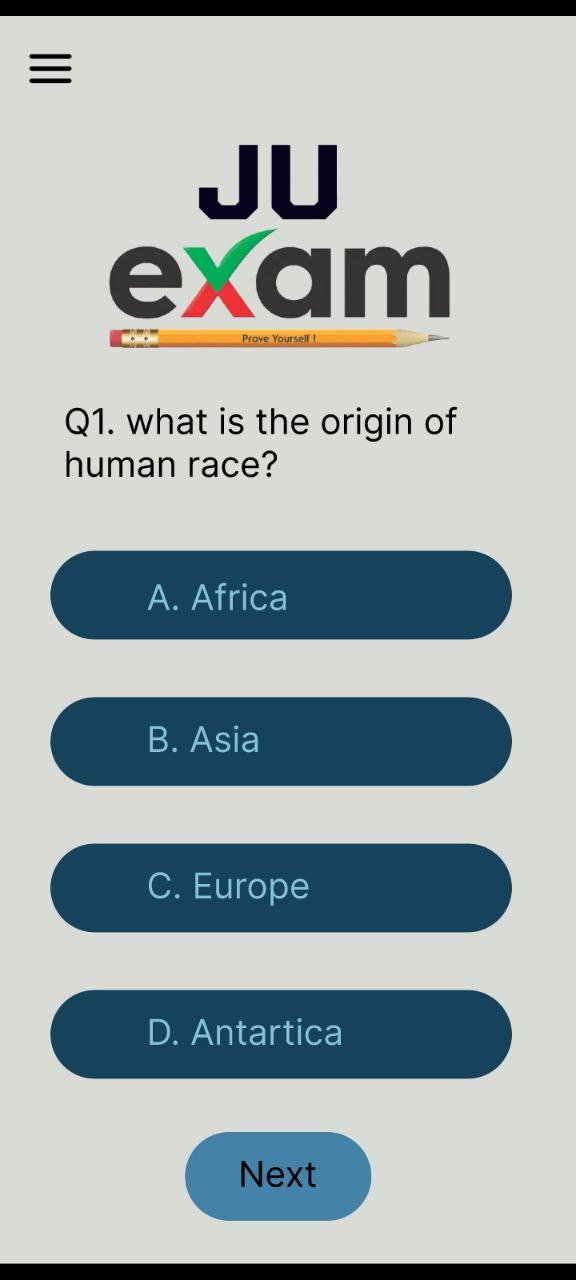 JU
exam
Prove Yourself !
Q1. what is the origin of
human race?
A. Africa
B. Asia
C. Europe
D. Antartica
Next